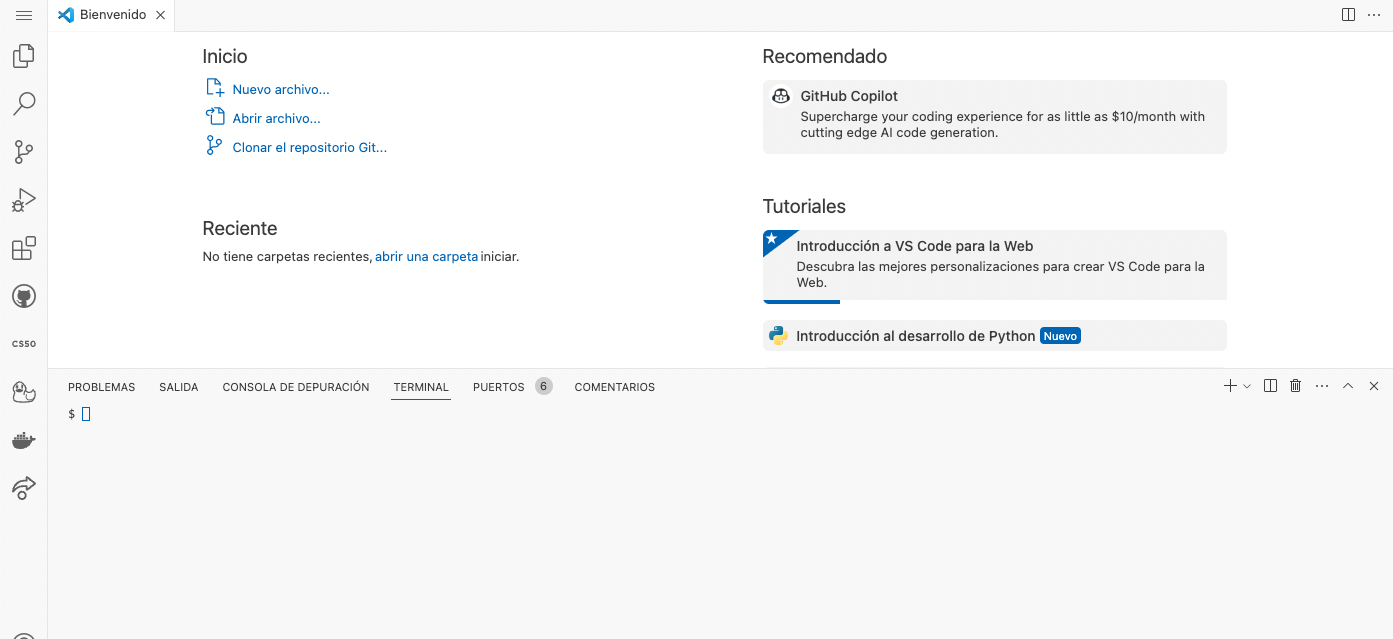 Bienvenido
Inicio
Nuevo archivo...
Abrir archivo...
Clonar el repositorio Git...
Reciente
No tiene carpetas recientes, abrir una carpeta iniciar.
Recomendado
GitHub Copilot
Supercharge your coding experience for as little as $10/month with
cutting edge AI code generation.
Tutoriales
Introducción a VS Code para la Web
Descubra las mejores personalizaciones para crear VS Code para la
Web.
Introducción al desarrollo de Python Nuevo
csso
PROBLEMAS SALIDA CONSOLA DE DEPURACIÓN TERMINAL PUERTOS 6 COMENTARIOS
$